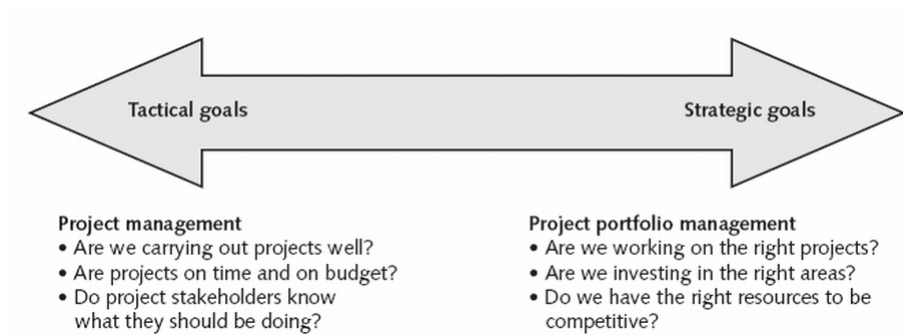 Tactical goals
Strategic goals
Project management
• Are we carrying out projects well?
• Are projects on time and on budget?
• Do project stakeholders know
what they should be doing?
Project portfolio management
• Are we working on the right projects?
• Are we investing in the right areas?
• Do we have the right resources to be
competitive?